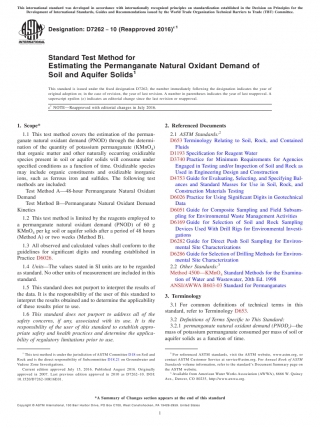 This international standard was developed in accordance with internationally recognized principles on standardization established in the Decision on Principles for the
Development of International Standards, Guides and Recommendations issued by the World Trade Organization Technical Barriers to Trade (TBT) Committee.
Designation: D7262 − 10 (Reapproved 2016)ε1
Standard Test Method for
Estimating the Permanganate Natural Oxidant Demand of
Soil and Aquifer Solids1
This standard is issued under the fixed designation D7262; the number immediately following the designation indicates the year of
original adoption or, in the case of revision, the year of last revision. A number in parentheses indicates the year of last reapproval. A
superscript epsilon (ε) indicates an editorial change since the last revision or reapproval.
ε1 NOTE—Reapproved with editorial changes in July 2016.
1. Scope*
1.1 This test method covers the estimation of the perman-
ganate natural oxidant demand (PNOD) through the determi-
nation of the quantity of potassium permanganate (KMnO4)
that organic matter and other naturally occurring oxidizable
species present in soil or aquifer solids will consume under
specified conditions as a function of time. Oxidizable species
may include organic constituents and oxidizable inorganic
ions, such as ferrous ions and sulfides. The following test
methods are included:
Test Method A—48-hour Permanganate Natural Oxidant
Demand
Test Method B—Permanganate Natural Oxidant Demand
Kinetics
1.2 This test method is limited by the reagents employed to
a permanganate natural oxidant demand (PNOD) of 60 g
KMnO4 per kg soil or aquifer solids after a period of 48 hours
(Method A) or two weeks (Method B).
1.3 All observed and calculated values shall conform to the
guidelines for significant digits and rounding established in
Practice D6026.
1.4 Units—The values stated in SI units are to be regarded
as standard. No other units of measurement are included in this
standard.
1.5 This standard does not purport to interpret the results of
the data. It is the responsibility of the user of this standard to
interpret the results obtained and to determine the applicability
of these results prior to use.
1.6 This standard does not purport to address all of the
safety concerns, if any, associated with its use. It is the
responsibility of the user of this standard to establish appro-
priate safety and health practices and determine the applica-
bility of regulatory limitations prior to use.
2. Referenced Documents
2.1 ASTM Standards:2
D653 Terminology Relating to Soil, Rock, and Contained
Fluids
D1193 Specification for Reagent Water
D3740 Practice for Minimum Requirements for Agencies
Engaged in Testing and/or Inspection of Soil and Rock as
Used in Engineering Design and Construction
D4753 Guide for Evaluating, Selecting, and Specifying Bal-
ances and Standard Masses for Use in Soil, Rock, and
Construction Materials Testing
D6026 Practice for Using Significant Digits in Geotechnical
Data
D6051 Guide for Composite Sampling and Field Subsam-
pling for Environmental Waste Management Activities
D6169 Guide for Selection of Soil and Rock Sampling
Devices Used With Drill Rigs for Environmental Investi-
gations
D6282 Guide for Direct Push Soil Sampling for Environ-
mental Site Characterizations
D6286 Guide for Selection of Drilling Methods for Environ-
mental Site Characterization
2.2 Other Standards:3
Method 4500 –KMnO4 Standard Methods for the Examina-
tion of Water and Wastewater, 20th Edition, 1998
ANSI/AWWA B603-03 Standard for Permanganates
3. Terminology
3.1 For common definitions of technical terms in this
standard, refer to Terminology D653.
3.2 Definitions of Terms Specific to This Standard:
3.2.1 permanganate natural oxidant demand (PNOD), n—the
mass of potassium permanganate consumed per mass of soil or
aquifer solids as a function of time.
1 This test method is under the jurisdiction of ASTM Committee D18 on Soil and
Rock and is the direct responsibility of Subcommittee D18.21 on Groundwater and
Vadose Zone Investigations.
Current edition approved July 15, 2016. Published August 2016. Originally
approved in 2007. Last previous edition approved in 2010 as D7262–10. DOI:
10.1520/D7262-10R16E01.
2 For referenced ASTM standards, visit the ASTM website, www.astm.org, or
contact ASTM Customer Service at service@astm.org. For Annual Book of ASTM
Standards volume information, refer to the standard's Document Summary page on
the ASTM website.
3 Available from American Water Works Association (AWWA), 6666 W. Quincy
Ave., Denver, CO 80235, http://www.awwa.org.
*A Summary of Changes section appears at the end of this standard
Copyright © ASTM International, 100 Barr Harbor Drive, PO Box C700, West Conshohocken, PA 19428-2959. United States
1